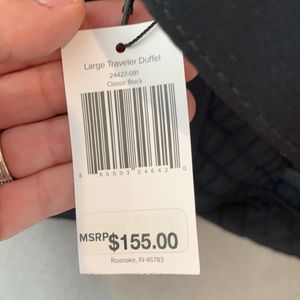 Large Traveler Duffel
24427-081
Classic Black
8 86003 54642 0
MSRP $155.00
Roanoke, IN 46783